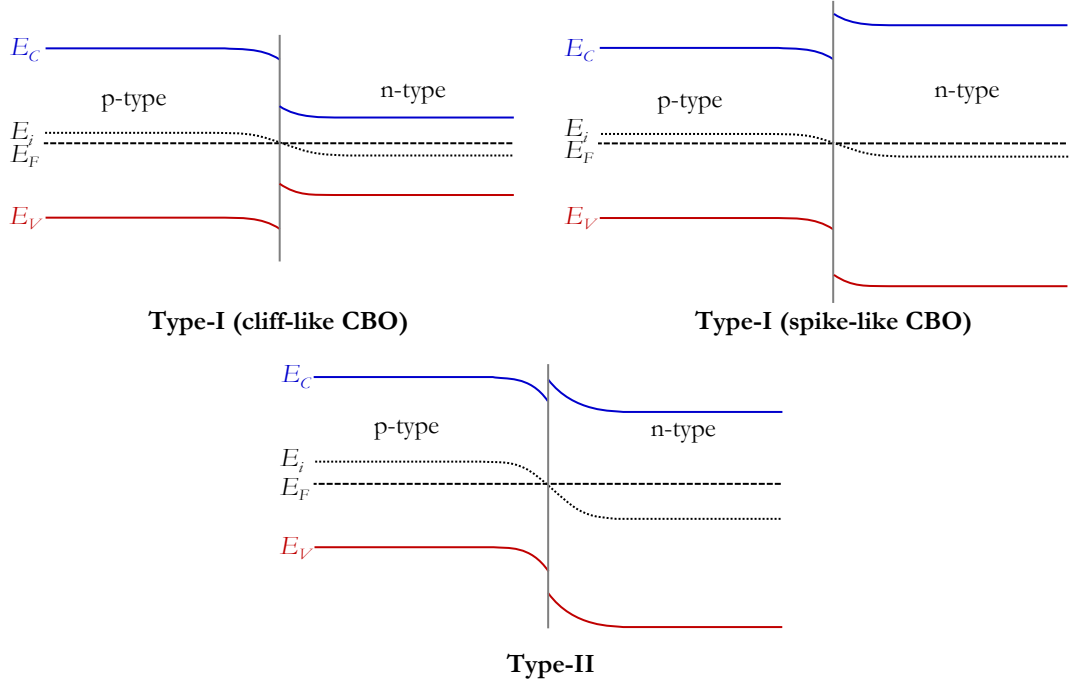 E_C
p-type
n-type
E_i
E_F
E_V
Type-I (cliff-like CBO)
E_C
p-type
n-type
E_i
E_F
E_V
Type-I (spike-like CBO)
E_C
p-type
n-type
E_i
E_F
E_V
Type-II